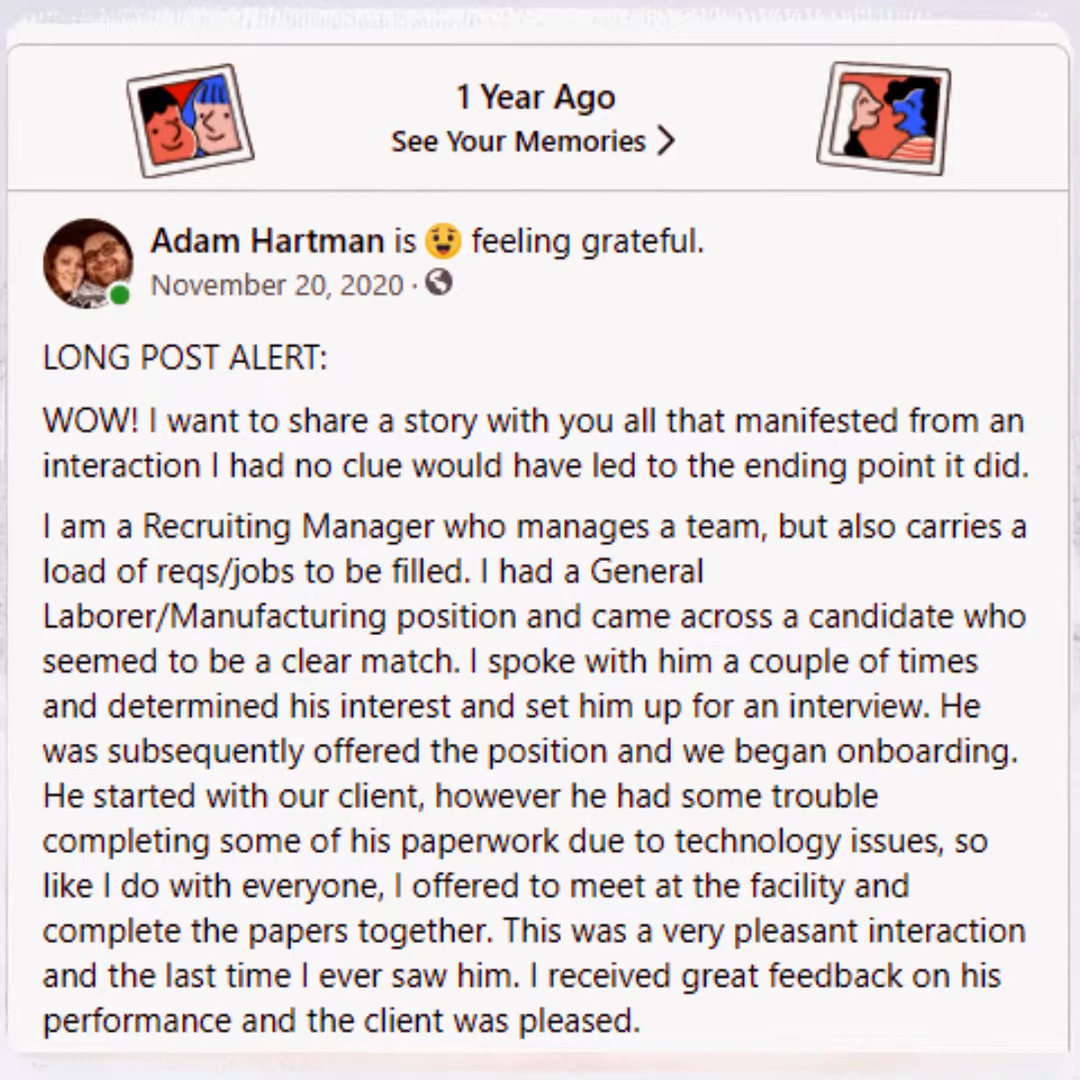 1 Year Ago
See Your Memories
Adam Hartman is 😮 feeling grateful.
November 20, 2020 ·
LONG POST ALERT:
WOW! I want to share a story with you all that manifested from an
interaction I had no clue would have led to the ending point it did.
I am a Recruiting Manager who manages a team, but also carries a
load of reqs/jobs to be filled. I had a General
Laborer/Manufacturing position and came across a candidate who
seemed to be a clear match. I spoke with him a couple of times
and determined his interest and set him up for an interview. He
was subsequently offered the position and we began onboarding.
He started with our client, however he had some trouble
completing some of his paperwork due to technology issues, so
like I do with everyone, I offered to meet at the facility and
complete the papers together. This was a very pleasant interaction
and the last time I ever saw him. I received great feedback on his
performance and the client was pleased.